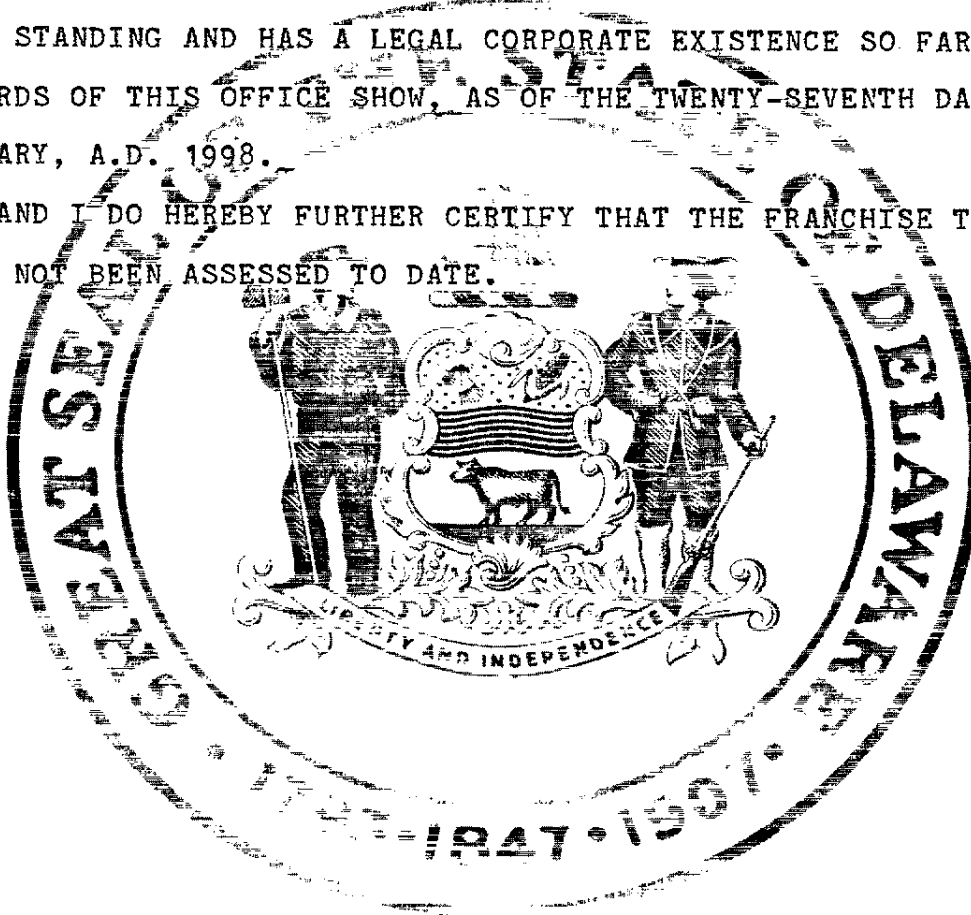 STANDING AND HAS A LEGAL CORPORATE EXISTENCE SO FAR
RDS OF THIS OFFICE SHOW, AS OF THE TWENTY-SEVENTH DA
ARY, A.D. 1998.
AND I DO HEREBY FURTHER CERTIFY THAT THE FRANCHISE T
NOT BEEN ASSESSED TO DATE.
GREAT SEAL OF THE STATE OF DELAWARE
LIBERTY AND INDEPENDENCE
1847 • 1907 •